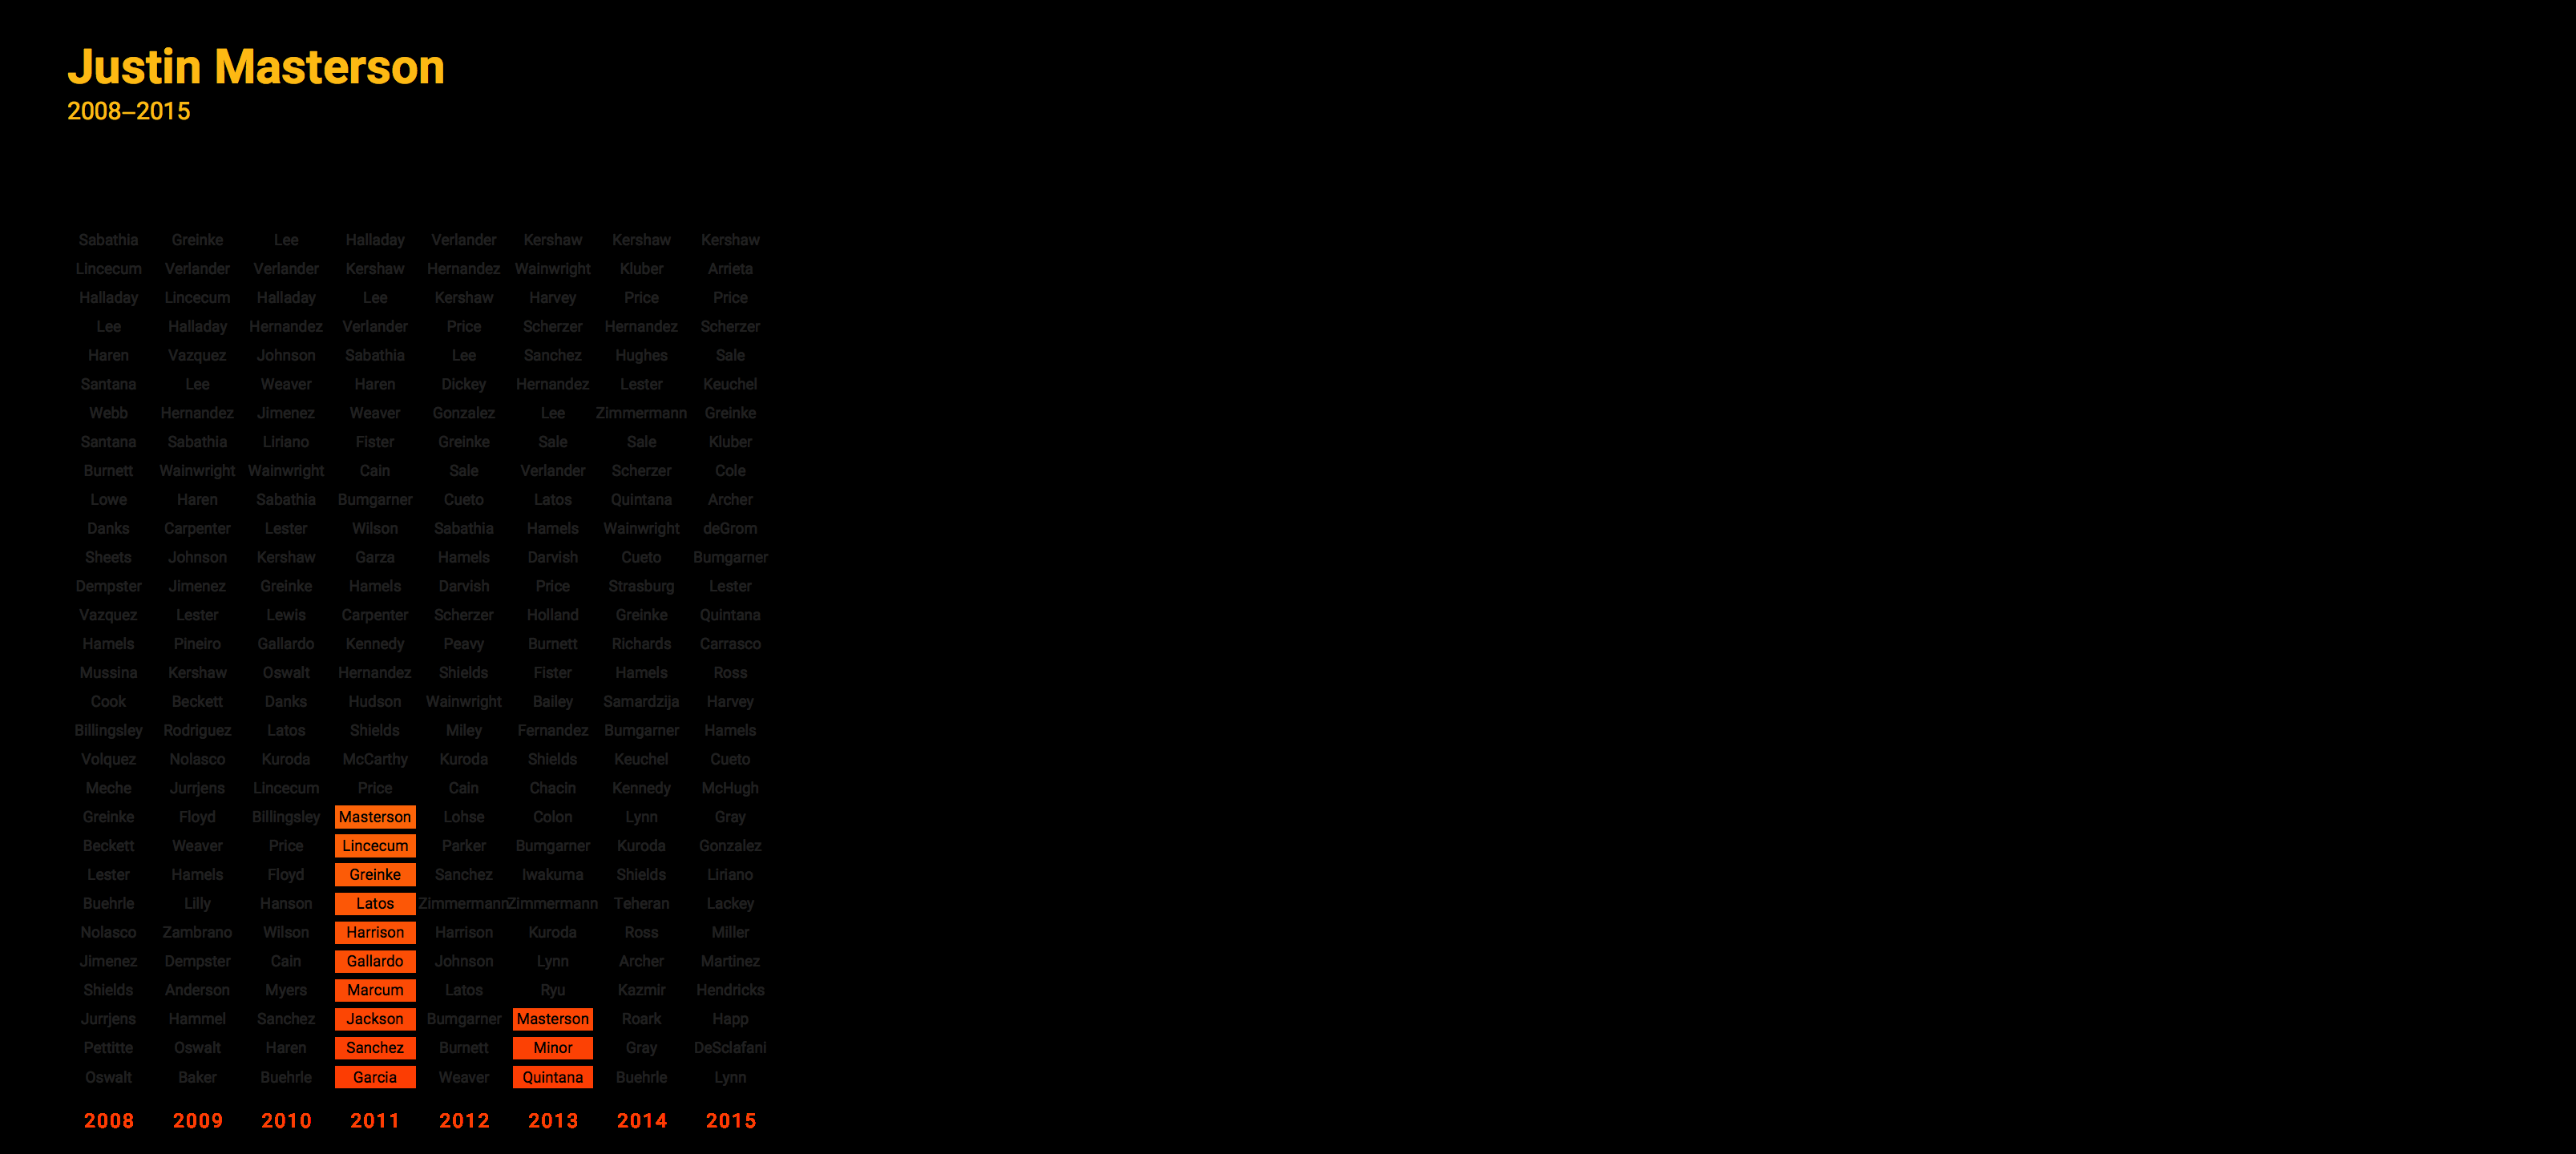 Justin Masterson
2008–2015
Sabathia Greinke Lee Halladay Verlander Kershaw Kershaw Kershaw
Lincecum Verlander Verlander Kershaw Hernandez Wainwright Kluber Arrieta
Halladay Lincecum Halladay Lee Kershaw Harvey Price Price
Lee Halladay Hernandez Verlander Price Scherzer Hernandez Scherzer
Haren Vazquez Johnson Sabathia Lee Sanchez Hughes Sale
Santana Lee Weaver Haren Dickey Hernandez Lester Keuchel
Webb Hernandez Jimenez Weaver Gonzalez Lee Zimmermann Greinke
Santana Sabathia Liriano Fister Greinke Sale Sale Kluber
Burnett Wainwright Wainwright Cain Sale Verlander Scherzer Cole
Lowe Haren Sabathia Bumgarner Cueto Latos Quintana Archer
Danks Carpenter Lester Wilson Sabathia Hamels Wainwright deGrom
Sheets Johnson Kershaw Garza Hamels Darvish Cueto Bumgarner
Dempster Jimenez Greinke Hamels Darvish Price Strasburg Lester
Vazquez Lester Lewis Carpenter Scherzer Holland Greinke Quintana
Hamels Pineiro Gallardo Kennedy Peavy Burnett Richards Carrasco
Mussina Kershaw Oswalt Hernandez Shields Fister Hamels Ross
Cook Beckett Danks Hudson Wainwright Bailey Samardzija Harvey
Billingsley Rodriguez Latos Shields Miley Fernandez Bumgarner Hamels
Volquez Nolasco Kuroda McCarthy Kuroda Shields Keuchel Cueto
Meche Jurrjens Lincecum Price Cain Chacin Kennedy McHugh
Greinke Floyd Billingsley Masterson Lohse Colon Lynn Gray
Beckett Weaver Price Lincecum Parker Bumgarner Kuroda Gonzalez
Lester Hamels Floyd Greinke Sanchez Iwakuma Shields Liriano
Buehrle Lilly Hanson Latos Zimmermann Zimmermann Teheran Lackey
Nolasco Zambrano Wilson Harrison Harrison Kuroda Ross Miller
Jimenez Dempster Cain Gallardo Johnson Lynn Archer Martinez
Shields Anderson Myers Marcum Latos Ryu Kazmir Hendricks
Jurrjens Hammel Sanchez Jackson Bumgarner Masterson Roark Happ
Pettitte Oswalt Haren Sanchez Burnett Minor Gray DeSclafani
Oswalt Baker Buehrle Garcia Weaver Quintana Buehrle Lynn
2008 2009 2010 2011 2012 2013 2014 2015